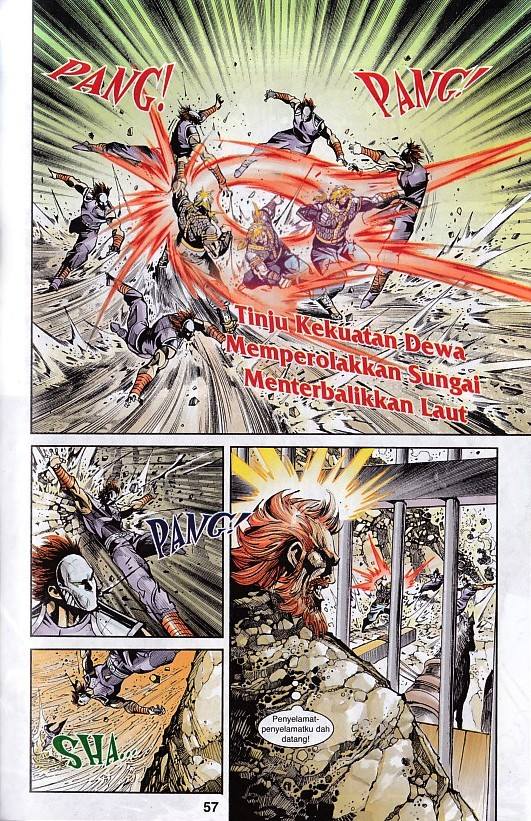 PANG!
PANG!
Tinju Kekuatan Dewa
Memperolakkan Sungai
Menterbalikkan Laut
PANG!
SHA...
Penyelamat-
penyelamatku dah
datang!
57